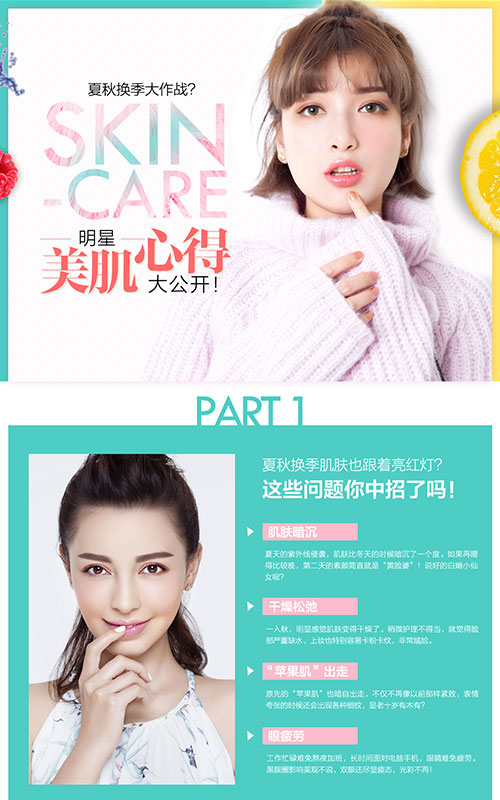 夏秋换季大作战?
SKIN
-CARE
明星
美肌心得
大公开!
PART 1
夏秋换季肌肤也跟着亮红灯?
这些问题你中招了吗!
肌肤暗沉
夏天的紫外线侵袭，肌肤比冬天的时候暗沉了一个度。如果再睡
得比较晚，第二天的素颜简直就是“黄脸婆”！说好的白嫩小仙
女呢?
干燥松弛
一入秋，明显感觉肌肤变得干燥了。稍微护理不得当，就觉得脸
部严重缺水，上妆也特别容易卡粉卡纹，非常尴尬。
“苹果肌”出走
原先的“苹果肌”也暗自出走，不仅不再像以前那样紧致，表情
夸张的时候还会出现各种细纹，显老十岁有木有?
眼疲劳
工作忙碌难免熬夜加班，长时间面对电脑手机，眼睛难免疲劳。
黑眼圈影响美观不说，双眼还尽显疲态，光彩不再!